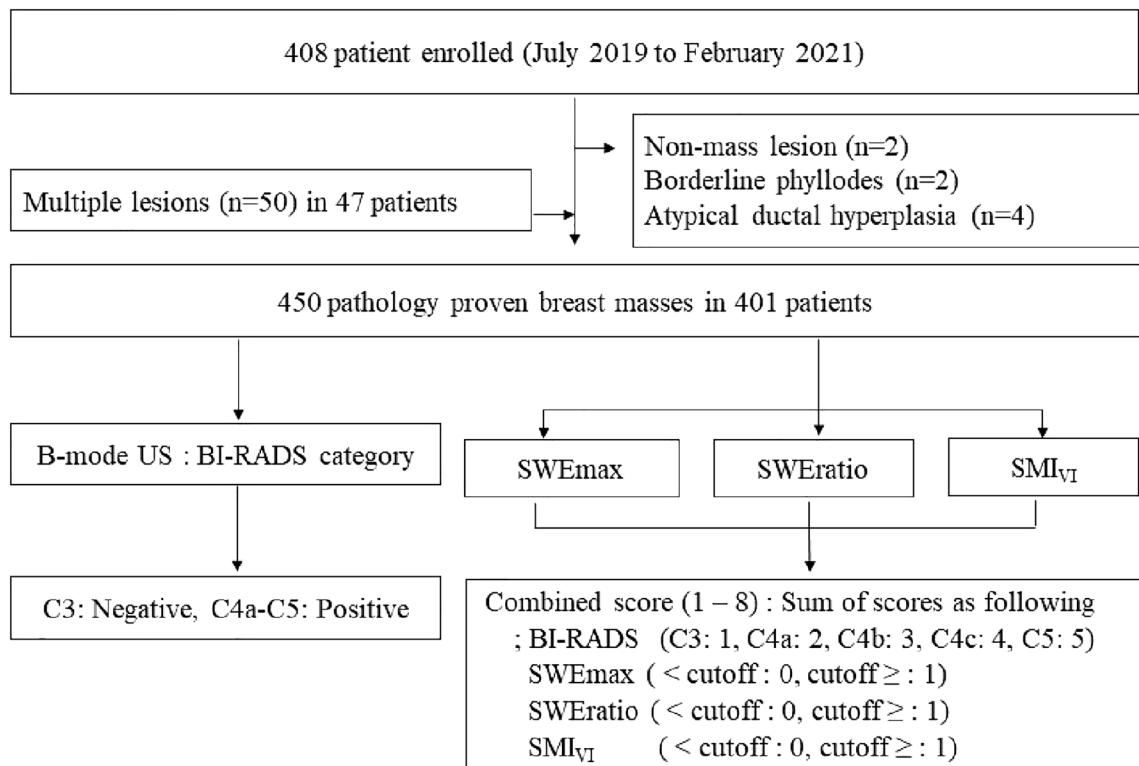 408 patient enrolled (July 2019 to February 2021)
Non-mass lesion (n=2)
Borderline phyllodes (n=2)
Atypical ductal hyperplasia (n=4)
Multiple lesions (n=50) in 47 patients
450 pathology proven breast masses in 401 patients
B-mode US : BI-RADS category
SWEmax
SWEratio
SMIVI
C3: Negative, C4a-C5: Positive
Combined score (1 – 8) : Sum of scores as following
; BI-RADS (C3: 1, C4a: 2, C4b: 3, C4c: 4, C5: 5)
SWEmax ( < cutoff : 0, cutoff ≥ : 1)
SWEratio ( < cutoff : 0, cutoff ≥ : 1)
SMIVI ( < cutoff : 0, cutoff ≥ : 1)